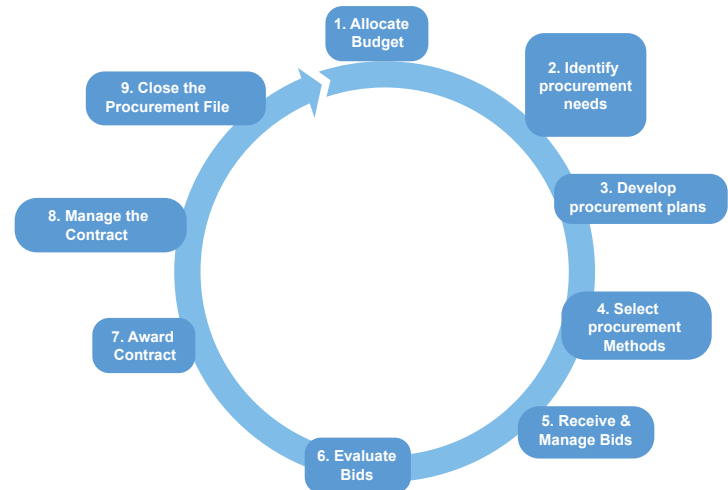 1. Allocate
Budget
2. Identify
procurement
needs
3. Develop
procurement plans
4. Select
procurement
Methods
5. Receive &
Manage Bids
6. Evaluate
Bids
7. Award
Contract
8. Manage the
Contract
9. Close the
Procurement File